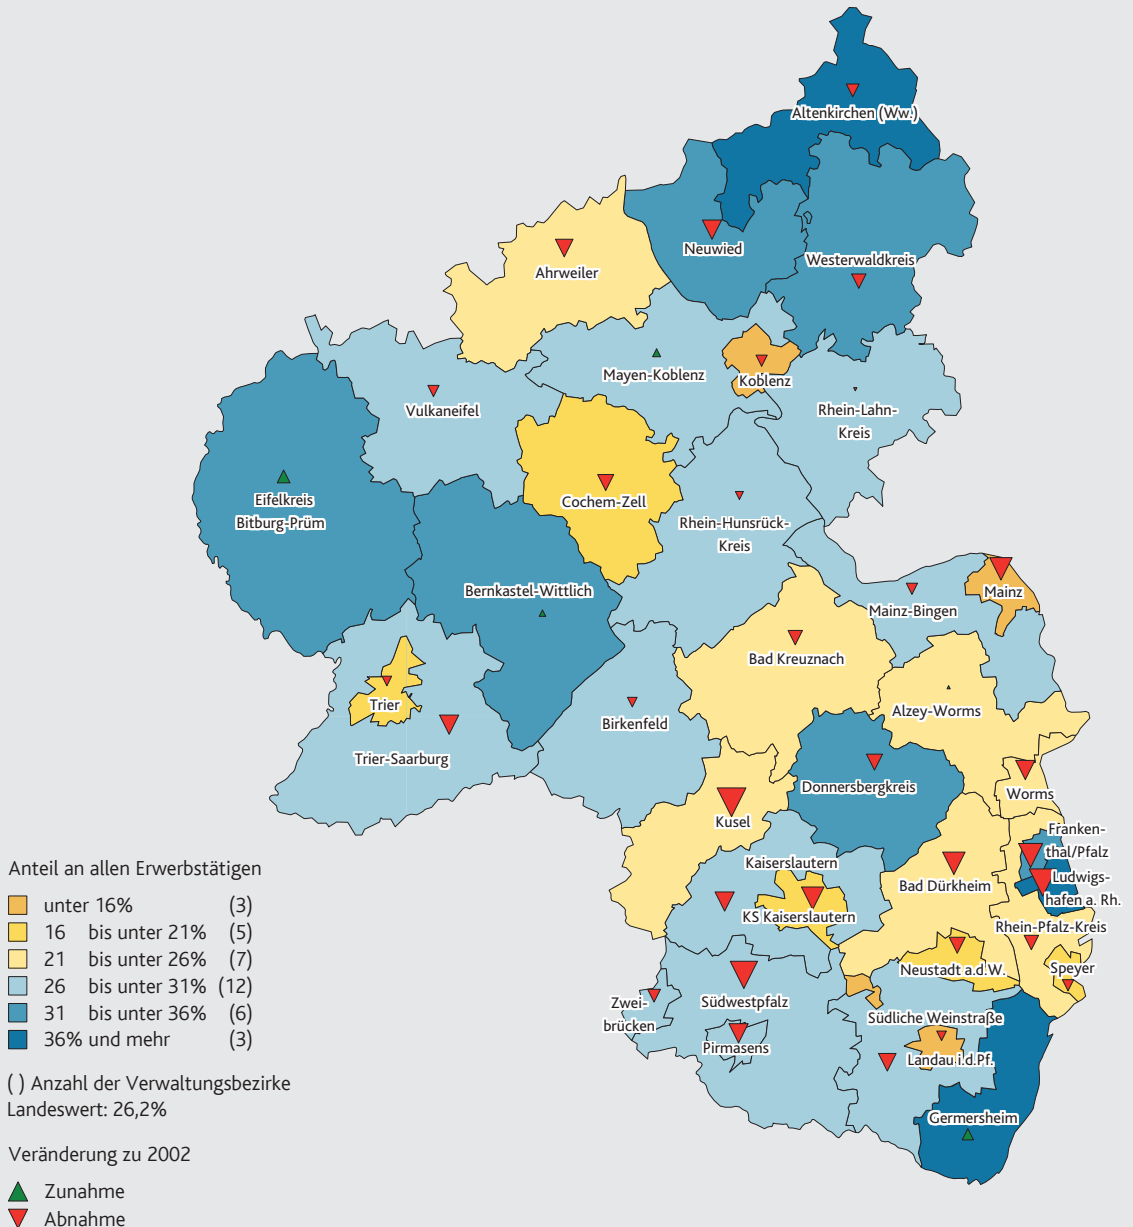 Altenkirchen (Ww.)
Neuwied
Westerwaldkreis
Ahrweiler
Mayen-Koblenz
Koblenz
Vulkaneifel
Rhein-Lahn-
Kreis
Eifelkreis
Bitburg-Prüm
Cochem-Zell
Rhein-Hunsrück-
Kreis
Bernkastel-Wittlich
Mainz-Bingen
Mainz
Bad Kreuznach
Trier
Alzey-Worms
Birkenfeld
Trier-Saarburg
Donnersbergkreis
Worms
Kusel
Franken-
thal/Pfalz
Kaiserslautern
Bad Dürkheim
Ludwigs-
hafen a. Rh.
KS Kaiserslautern
Rhein-Pfalz-Kreis
Neustadt a.d.W.
Speyer
Zwei-
brücken
Südwestpfalz
Südliche Weinstraße
Pirmasens
Landau i.d.Pf.
Germersheim
Anteil an allen Erwerbstätigen
unter 16% (3)
16 bis unter 21% (5)
21 bis unter 26% (7)
26 bis unter 31% (12)
31 bis unter 36% (6)
36% und mehr (3)
( ) Anzahl der Verwaltungsbezirke
Landeswert: 26,2%
Veränderung zu 2002
Zunahme
Abnahme